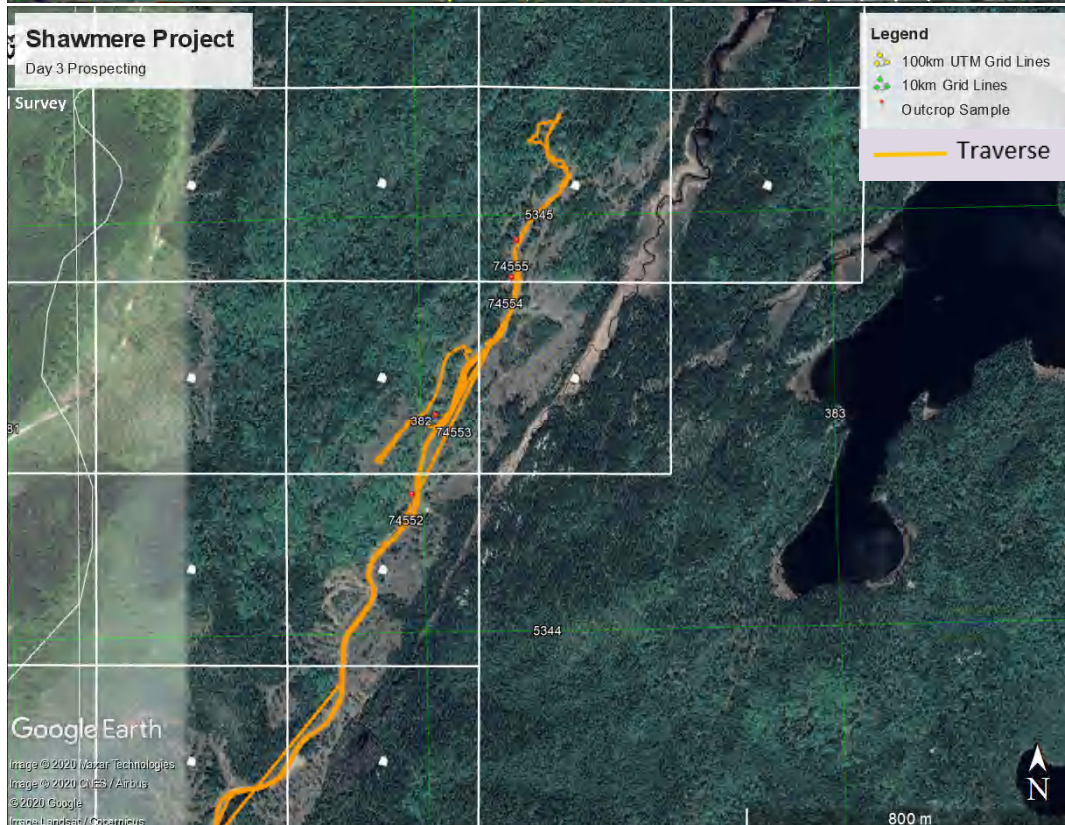 Shawmere Project
Day 3 Prospecting
Legend
100km UTM Grid Lines
10km Grid Lines
Outcrop Sample
Traverse
l Survey
5345
74555
74554
382
74553
383
74552
5344
Google Earth
Image © 2020 Maxar Technologies
Image © 2020 CNES / Airbus
© 2020 Google
Image Landsat / Copernicus
N
800 m